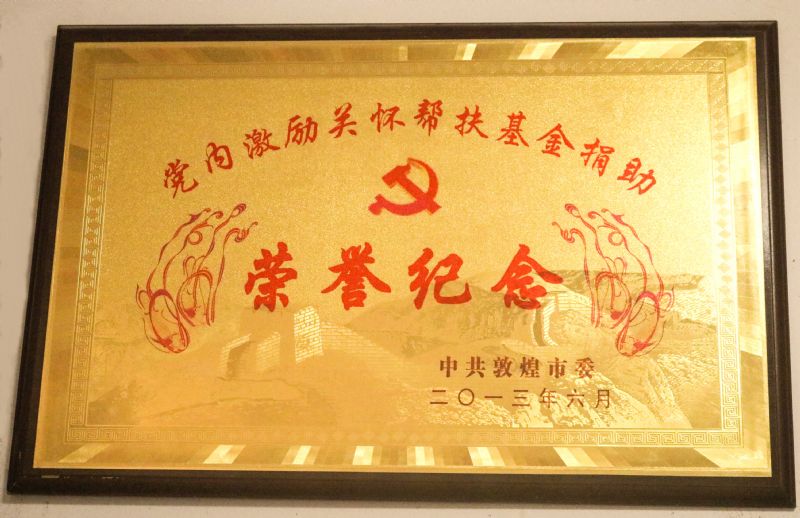 党内激励关怀帮扶基金捐助
荣誉纪念
中共敦煌市委
二〇一三年六月